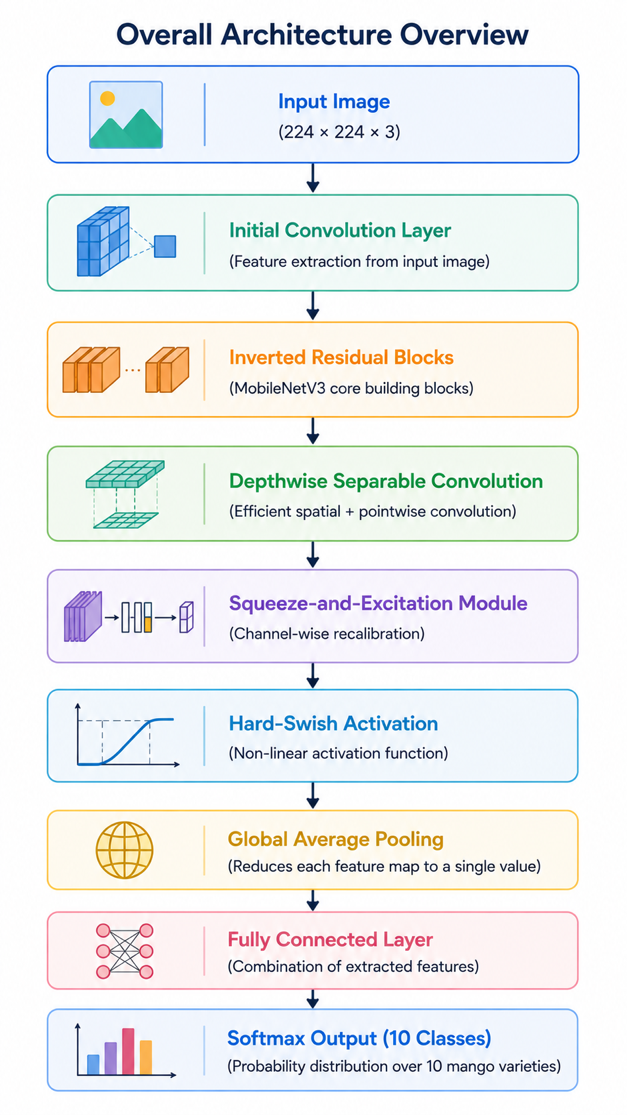 Overall Architecture Overview
Input Image
(224 × 224 × 3)
Initial Convolution Layer
(Feature extraction from input image)
Inverted Residual Blocks
(MobileNetV3 core building blocks)
Depthwise Separable Convolution
(Efficient spatial + pointwise convolution)
Squeeze-and-Excitation Module
(Channel-wise recalibration)
Hard-Swish Activation
(Non-linear activation function)
Global Average Pooling
(Reduces each feature map to a single value)
Fully Connected Layer
(Combination of extracted features)
Softmax Output (10 Classes)
(Probability distribution over 10 mango varieties)